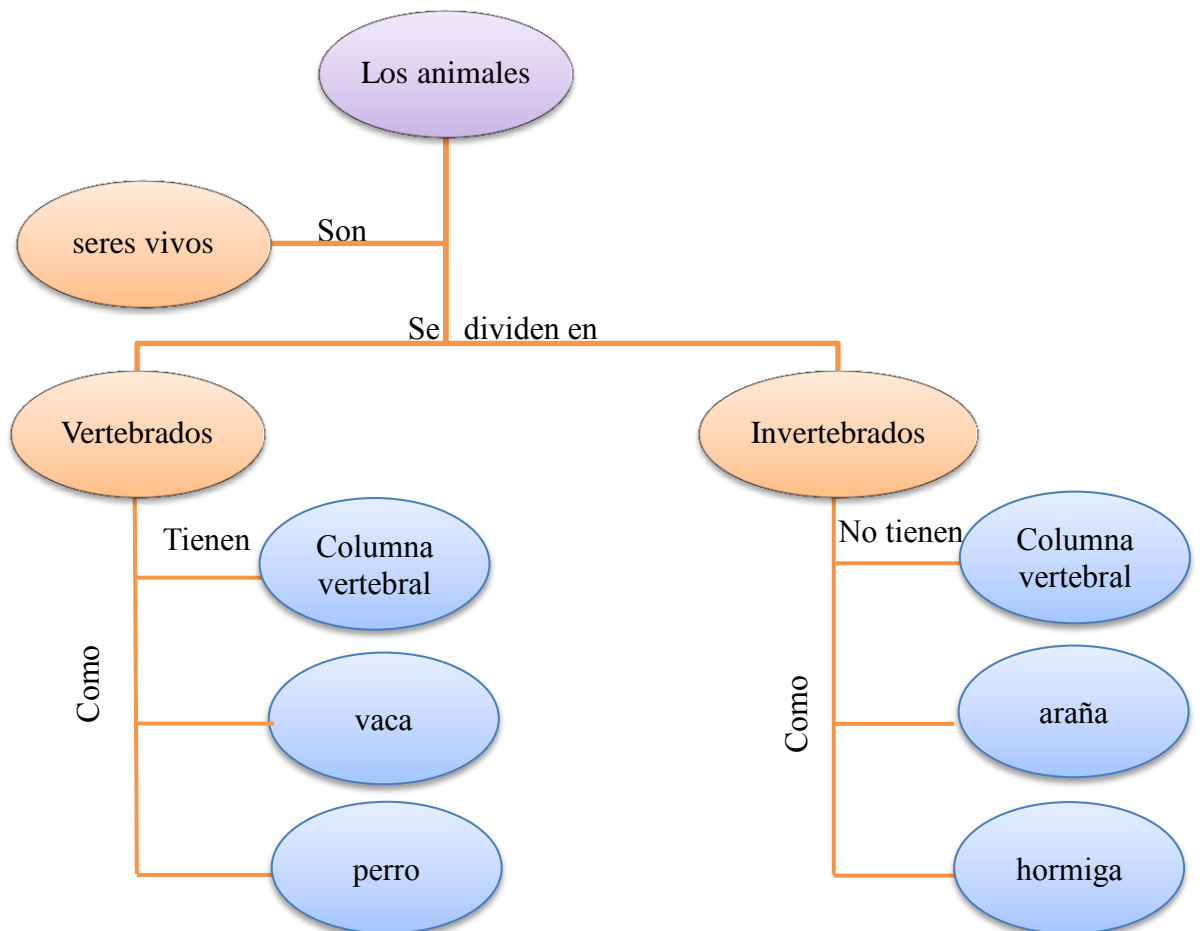 Los animales
seres vivos
Son
Se dividen en
Vertebrados
Invertebrados
Tienen
Columna
vertebral
Como
vaca
perro
No tienen
Columna
vertebral
Como
araña
hormiga